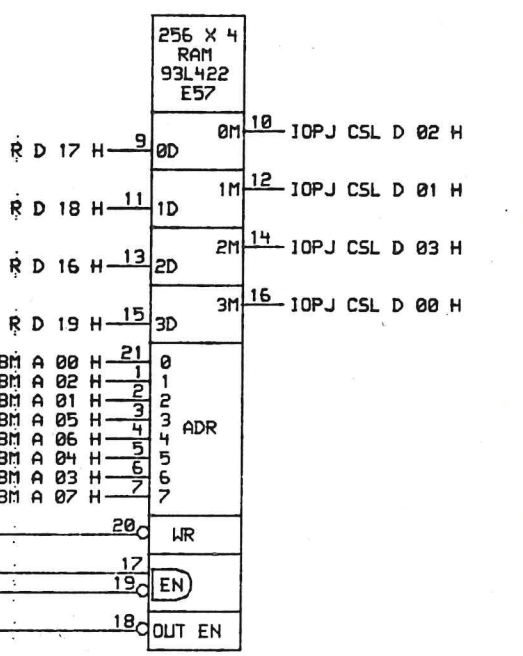 256 X 4
RAM
93L422
E57
R D 17 H 9 0D 0M 10 IOPJ CSL D 02 H
R D 18 H 11 1D 1M 12 IOPJ CSL D 01 H
R D 16 H 13 2D 2M 14 IOPJ CSL D 03 H
R D 19 H 15 3D 3M 16 IOPJ CSL D 00 H
BM A 00 H 21 0
BM A 02 H 1 1
BM A 01 H 2 2
BM A 05 H 3 3 ADR
BM A 06 H 4 4
BM A 04 H 5 5
BM A 03 H 6 6
BM A 07 H 7 7
20 WR
17
19 EN
18 OUT EN